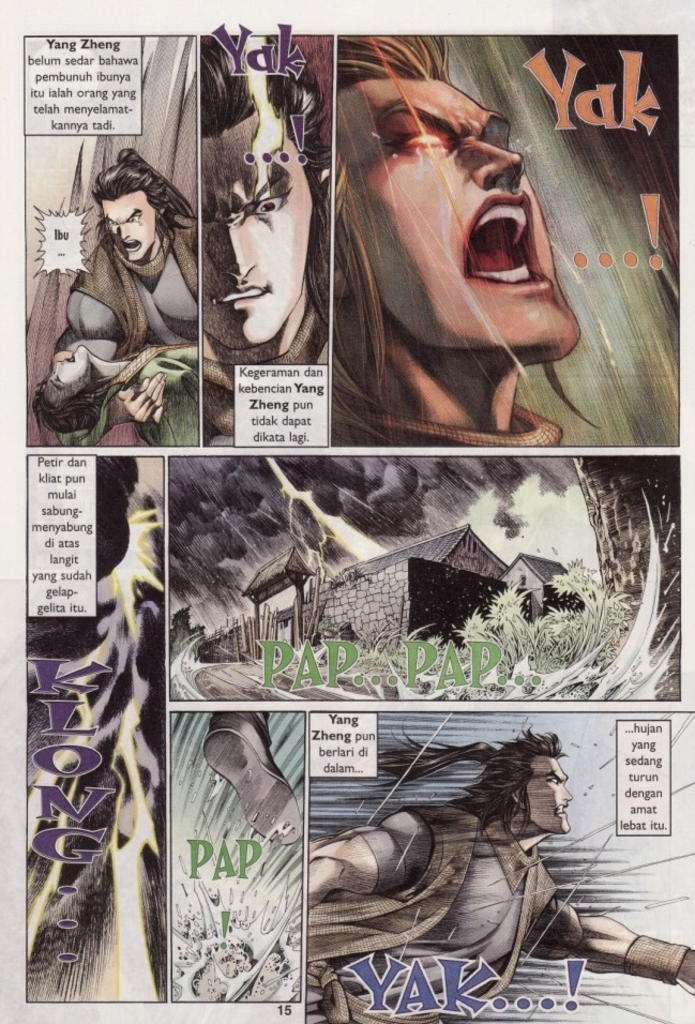 Yang Zheng
belum sedar bahawa
pembunuh ibunya
itu ialah orang yang
telah menyelamat-
kannya tadi.
Ibu
...
Yak
....!
Kegeraman dan
kebencian Yang
Zheng pun
tidak dapat
dikata lagi.
Yak
....!
Petir dan
kliat pun
mulai
sabung-
menyabung
di atas
langit
yang sudah
gelap-
gelita itu.
KLONG...
PAP...PAP...
PAP
!
Yang
Zheng pun
berlari di
dalam...
...hujan
yang
sedang
turun
dengan
amat
lebat itu.
YAK....!
15